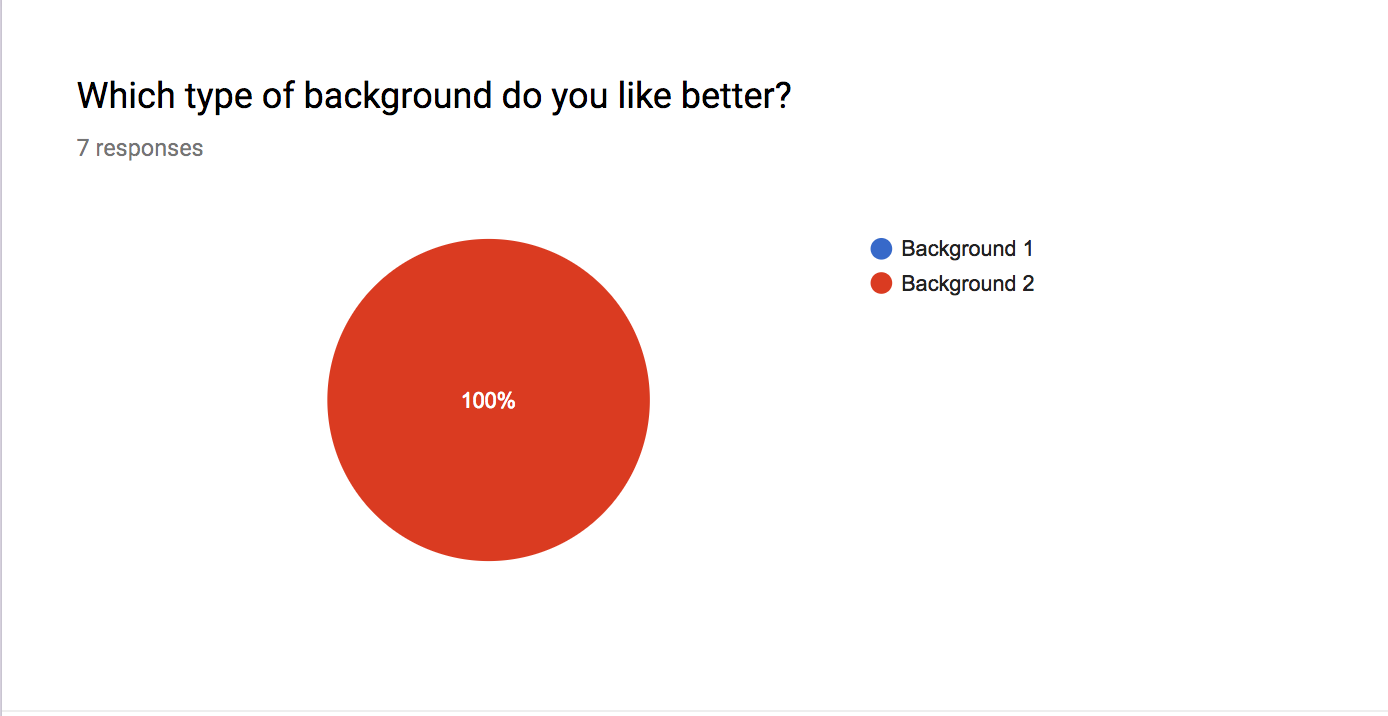 Which type of background do you like better?
7 responses
Background 1
Background 2
100%